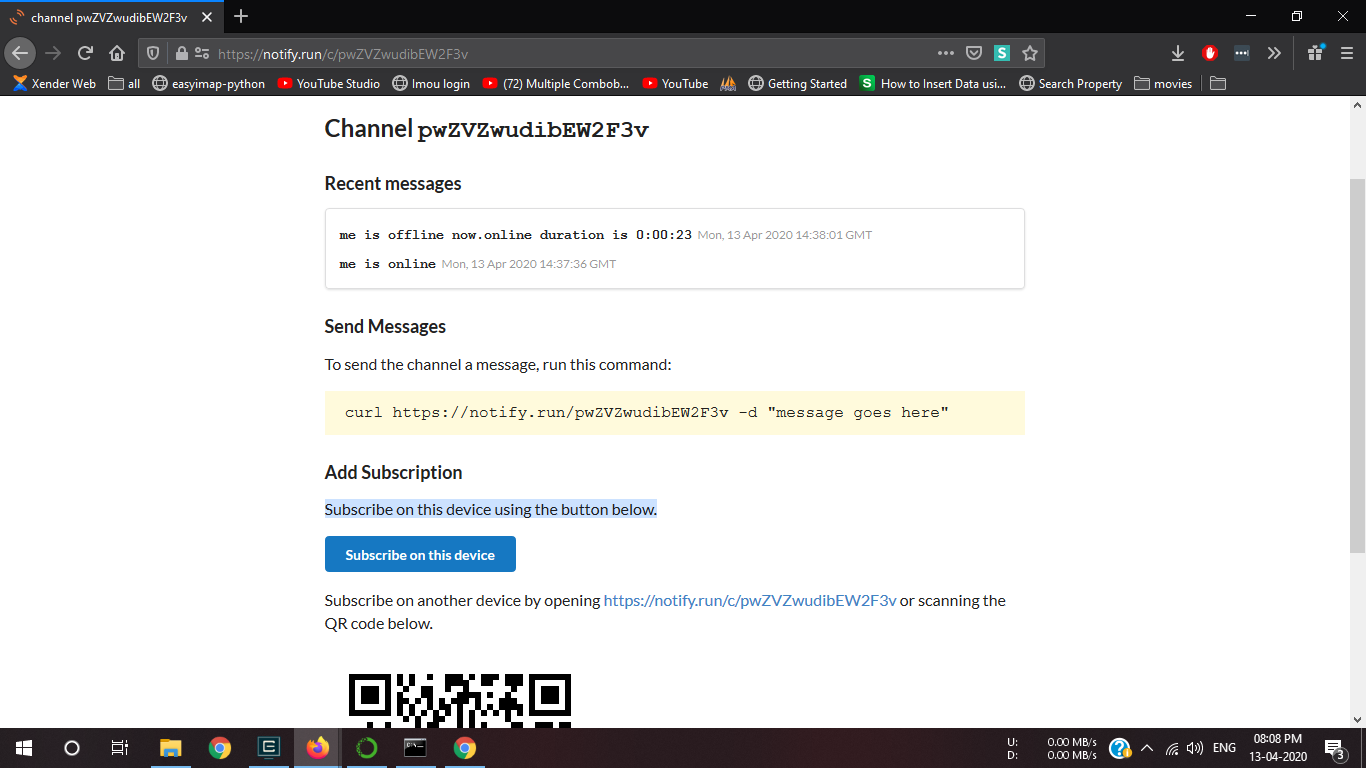 channel pwZVZwudibEW2F3v
https://notify.run/c/pwZVZwudibEW2F3v
S
Xender Web all easyimap-python YouTube Studio Imou login (72) Multiple Combob... YouTube Getting Started S How to Insert Data usi... Search Property movies
Channel pwZVZwudibEW2F3v
Recent messages
me is offline now.online duration is 0:00:23 Mon, 13 Apr 2020 14:38:01 GMT
me is online Mon, 13 Apr 2020 14:37:36 GMT
Send Messages
To send the channel a message, run this command:
curl https://notify.run/pwZVZwudibEW2F3v -d "message goes here"
Add Subscription
Subscribe on this device using the button below.
Subscribe on this device
Subscribe on another device by opening https://notify.run/c/pwZVZwudibEW2F3v or scanning the
QR code below.
U: 0.00 MB/s
D: 0.00 MB/s
ENG
08:08 PM
13-04-2020
3